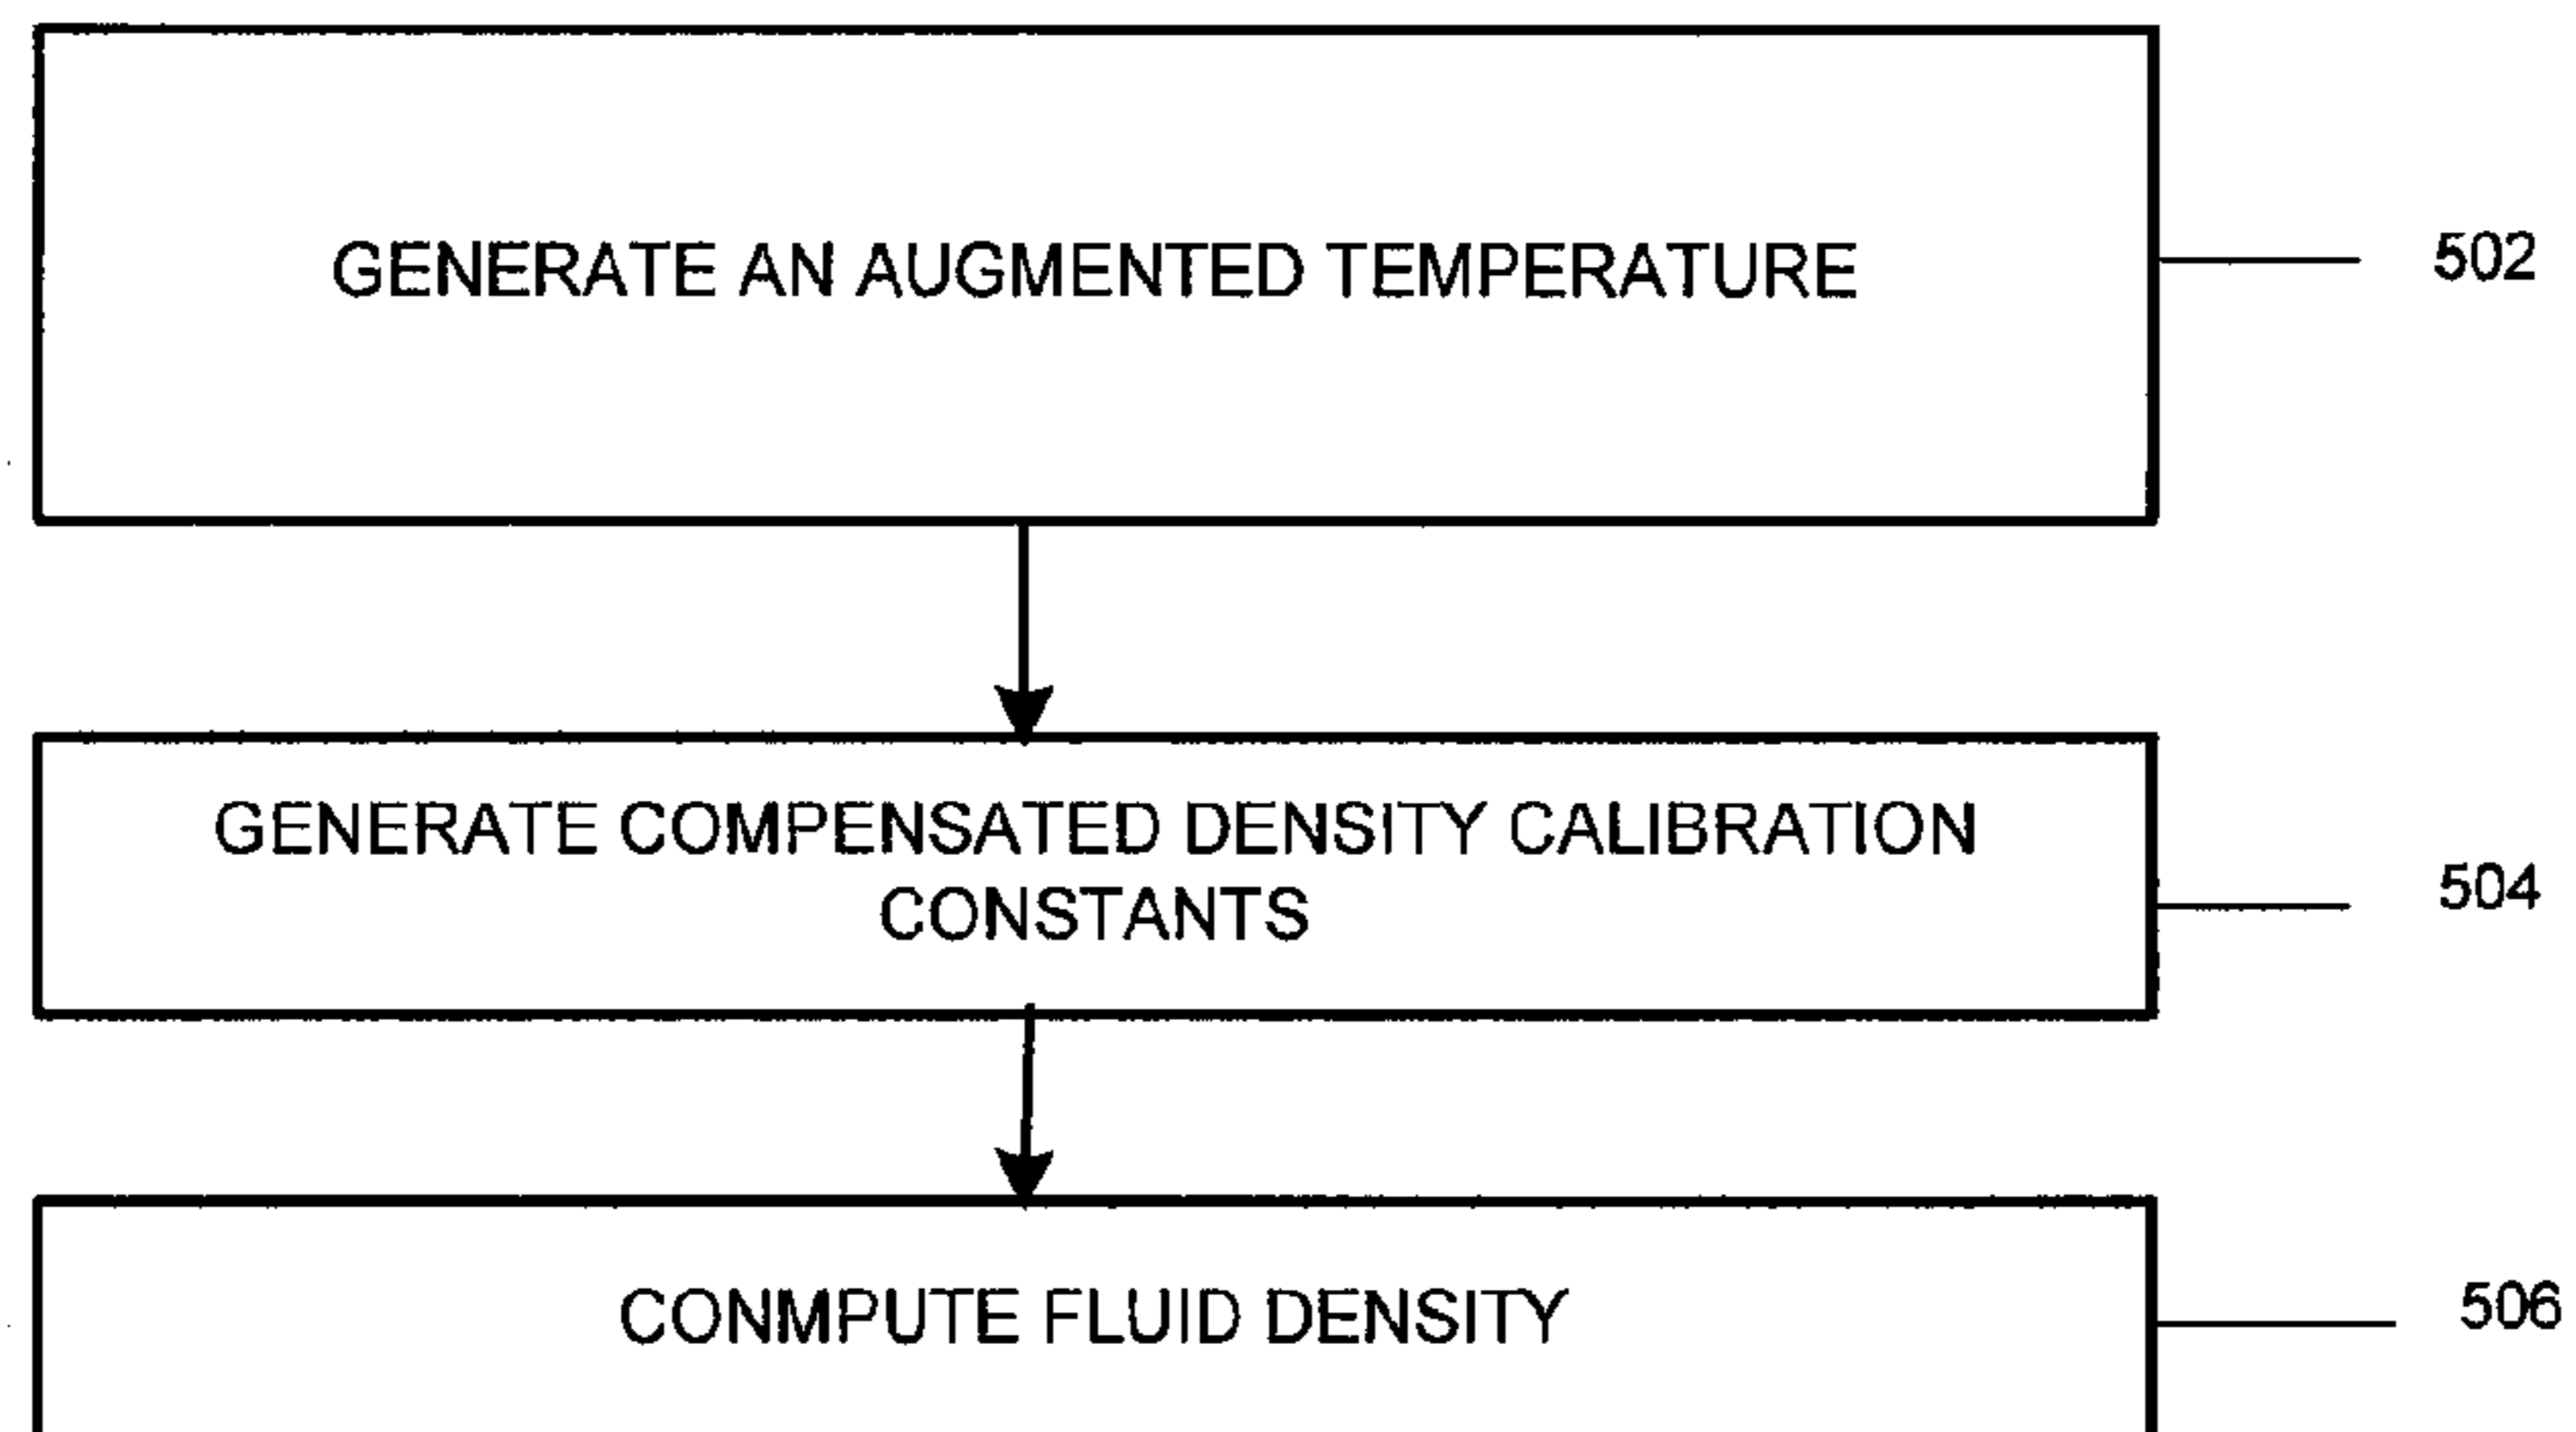 GENERATE AN AUGMENTED TEMPERATURE
502
GENERATE COMPENSATED DENSITY CALIBRATION
CONSTANTS
504
CONMPUTE FLUID DENSITY
506